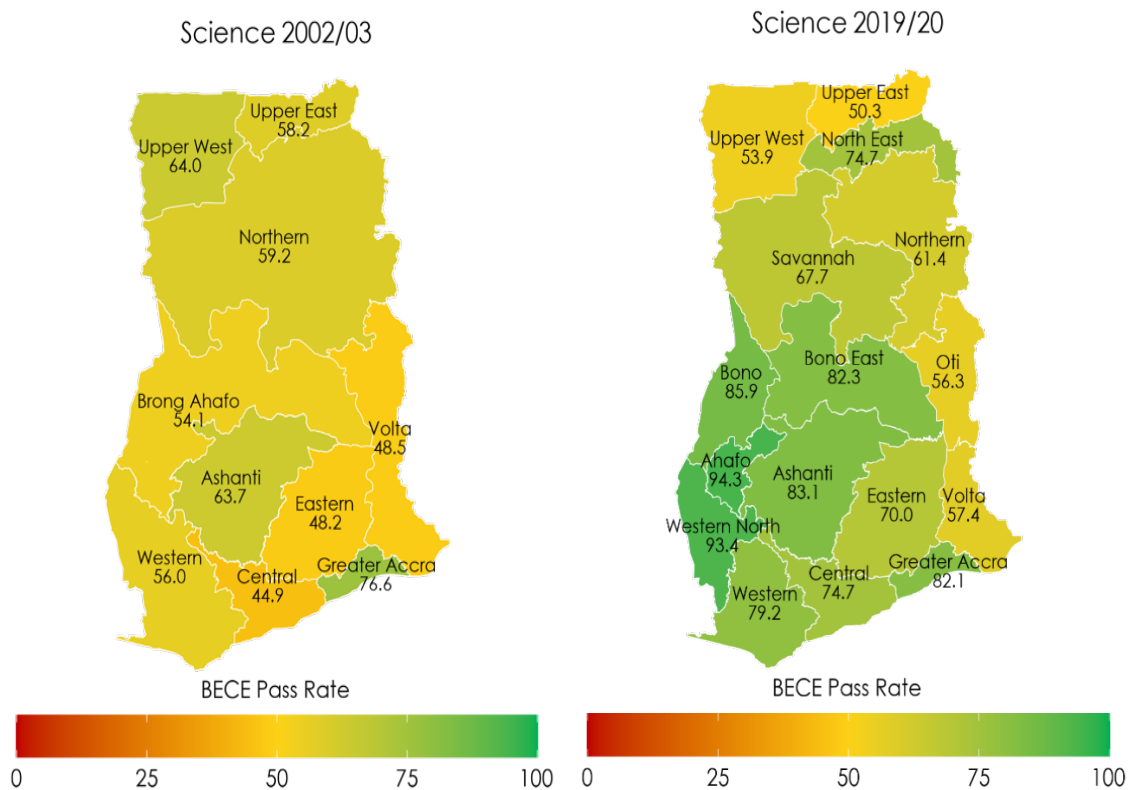 Science 2002/03
Upper East
58.2
Upper West
64.0
Northern
59.2
Brong Ahafo
54.1
Volta
48.5
Ashanti
63.7
Eastern
48.2
Western
56.0
Central
44.9
Greater Accra
76.6
BECE Pass Rate
0 25 50 75 100
Science 2019/20
Upper East
50.3
Upper West
53.9
North East
74.7
Northern
61.4
Savannah
67.7
Bono East
82.3
Oti
56.3
Bono
85.9
Ahafo
94.3
Ashanti
83.1
Eastern
70.0
Volta
57.4
Western North
93.4
Greater Accra
82.1
Central
74.7
Western
79.2
BECE Pass Rate
0 25 50 75 100